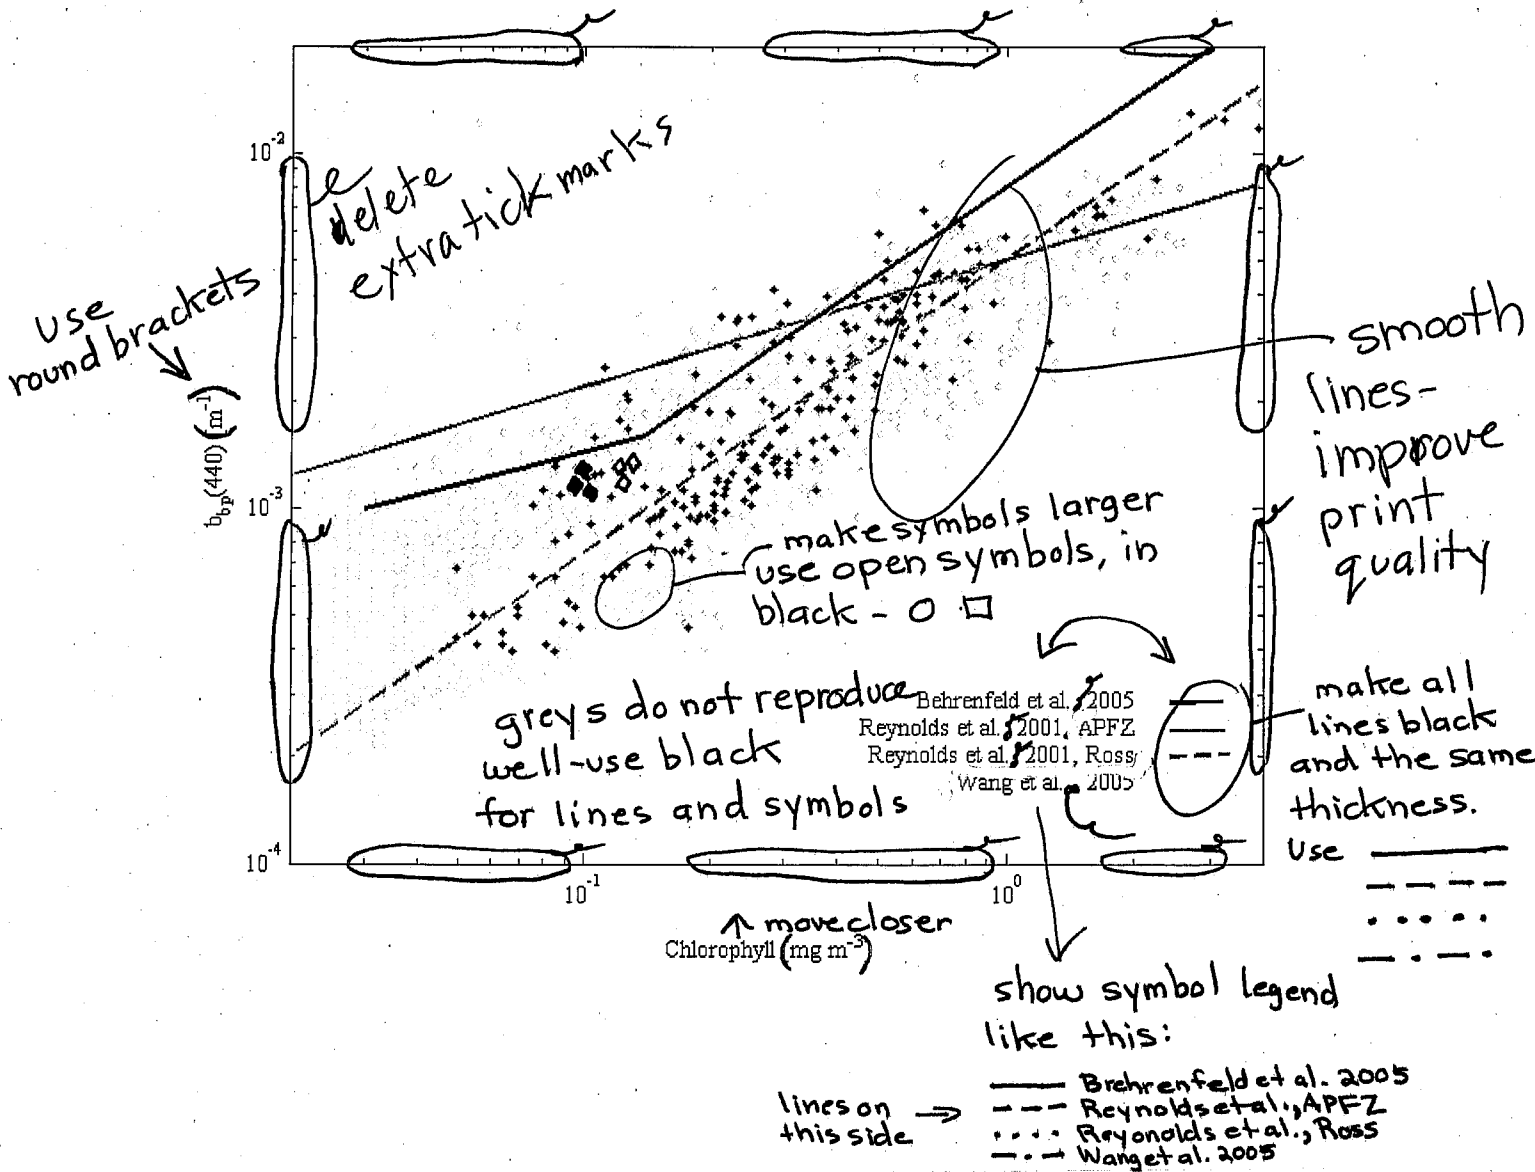 10-2
e
delete
extra tick marks
use
round brackets
bbp(440) (m-1)
10-3
smooth
lines-
improve
print
quality
make symbols larger
use open symbols, in
black -
greys do not reproduce
well-use black
for lines and symbols
Behrenfeld et al., 2005
Reynolds et al., 2001, APFZ
Reynolds et al., 2001, Ross
Wang et al., 2005
make all
lines black
and the same
thickness.
use
10-4
10-1
100
move closer
Chlorophyll (mg m-3)
show symbol legend
like this:
lines on
this side
Brehrenfeld et al. 2005
Reynolds et al., APFZ
Reyonolds et al., Ross
Wang et al. 2005